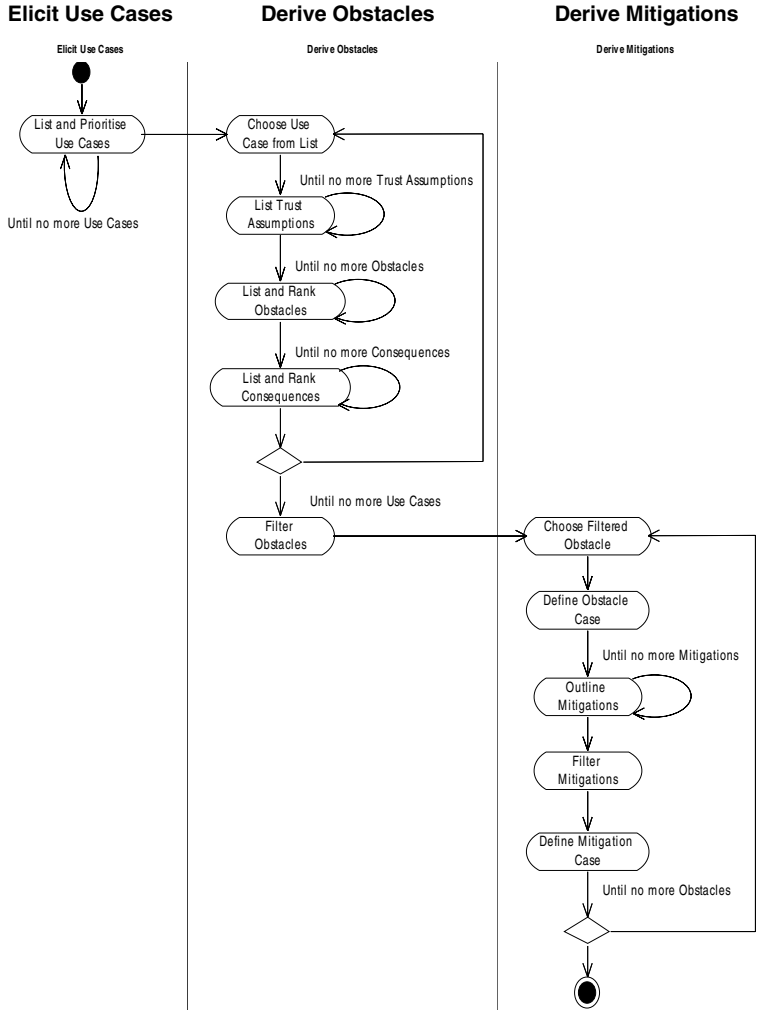 Elicit Use Cases
Derive Obstacles
Derive Mitigations
Elicit Use Cases
Derive Obstacles
Derive Mitigations
List and Prioritise
Use Cases
Until no more Use Cases
Choose Use
Case from List
Until no more Trust Assumptions
List Trust
Assumptions
Until no more Obstacles
List and Rank
Obstacles
Until no more Consequences
List and Rank
Consequences
Until no more Use Cases
Filter
Obstacles
Choose Filtered
Obstacle
Define Obstacle
Case
Until no more Mitigations
Outline
Mitigations
Filter
Mitigations
Define Mitigation
Case
Until no more Obstacles